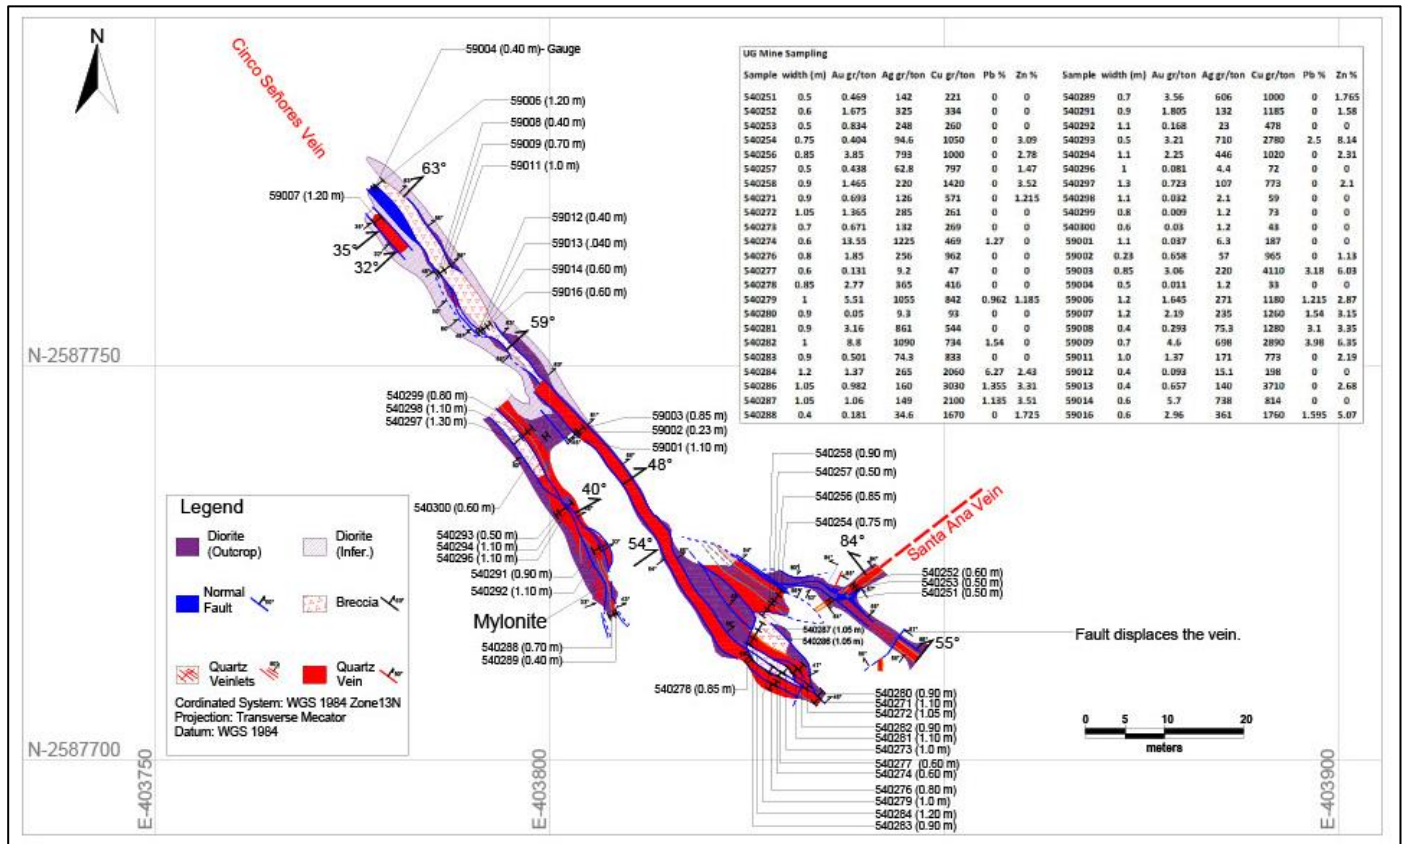 N
Cinco Señores Vein
59004 (0.40 m)- Gauge
59006 (1.20 m)
59008 (0.40 m)
59009 (0.70 m)
59011 (1.0 m)
63°
59007 (1.20 m)
35°
32°
59012 (0.40 m)
59013 (.040 m)
59014 (0.60 m)
59016 (0.60 m)
59°
N-2587750
540299 (0.80 m)
540298 (1.10 m)
540297 (1.30 m)
59003 (0.85 m)
59002 (0.23 m)
59001 (1.10 m)
48°
40°
540300 (0.60 m)
540293 (0.50 m)
540294 (1.10 m)
540296 (1.10 m)
540291 (0.90 m)
540292 (1.10 m)
54°
Mylonite
540288 (0.70 m)
540289 (0.40 m)
540258 (0.90 m)
540257 (0.50 m)
540256 (0.85 m)
540254 (0.75 m)
84°
Santa Ana Vein
540252 (0.60 m)
540253 (0.50 m)
540251 (0.50 m)
540287 (1.05 m)
540286 (1.05 m)
55°
Fault displaces the vein.
540278 (0.85 m)
540280 (0.90 m)
540271 (1.10 m)
540272 (1.05 m)
540282 (0.90 m)
540281 (1.10 m)
540273 (1.0 m)
540277 (0.60 m)
540274 (0.60 m)
540276 (0.80 m)
540279 (1.0 m)
540284 (1.20 m)
540283 (0.90 m)
UG Mine Sampling
Sample width (m) Au gr/ton Ag gr/ton Cu gr/ton Pb % Zn % Sample width (m) Au gr/ton Ag gr/ton Cu gr/ton Pb % Zn %
540251 0.5 0.469 142 221 0 0 540289 0.7 3.56 606 1000 0 1.765
540252 0.6 1.675 325 334 0 0 540291 0.9 1.805 132 1185 0 1.58
540253 0.5 0.834 248 260 0 0 540292 1.1 0.168 23 478 0 0
540254 0.75 0.404 94.6 1050 0 3.09 540293 0.5 3.21 710 2780 2.5 8.14
540256 0.85 3.85 793 1000 0 2.78 540294 1.1 2.25 446 1020 0 2.31
540257 0.5 0.438 62.8 797 0 1.47 540296 1 0.081 4.4 72 0 0
540258 0.9 1.465 220 1420 0 3.52 540297 1.3 0.723 107 773 0 2.1
540271 0.9 0.693 126 571 0 1.215 540298 1.1 0.032 2.1 59 0 0
540272 1.05 1.365 285 261 0 0 540299 0.8 0.009 1.2 73 0 0
540273 0.7 0.671 132 269 0 0 540300 0.6 0.03 1.2 43 0 0
540274 0.6 13.55 1225 469 1.27 0 59001 1.1 0.037 6.3 187 0 0
540276 0.8 1.85 256 962 0 0 59002 0.23 0.658 57 965 0 1.13
540277 0.6 0.131 9.2 47 0 0 59003 0.85 3.06 220 4110 3.18 6.03
540278 0.85 2.77 365 416 0 0 59004 0.5 0.011 1.2 33 0 0
540279 1 5.51 1055 842 0.962 1.185 59006 1.2 1.645 271 1180 1.215 2.87
540280 0.9 0.05 9.3 93 0 0 59007 1.2 2.19 235 1260 1.54 3.15
540281 0.9 3.16 861 544 0 0 59008 0.4 0.293 75.3 1280 3.1 3.35
540282 1 8.8 1090 734 1.54 0 59009 0.7 4.6 698 2890 3.98 6.35
540283 0.9 0.501 74.3 833 0 0 59011 1.0 1.37 171 773 0 2.19
540284 1.2 1.37 265 2060 6.27 2.43 59012 0.4 0.093 15.1 198 0 0
540286 1.05 0.982 160 3030 1.355 3.31 59013 0.4 0.657 140 3710 0 2.68
540287 1.05 1.06 149 2100 1.135 3.51 59014 0.6 5.7 738 814 0 0
540288 0.4 0.181 34.6 1670 0 1.725 59016 0.6 2.96 361 1760 1.595 5.07
Legend
Diorite (Outcrop)
Diorite (Infer.)
Normal Fault
Breccia
Quartz Veinlets
Quartz Vein
Cordinated System: WGS 1984 Zone13N
Projection: Transverse Mecator
Datum: WGS 1984
0 5 10 20
meters
N-2587700
E-403750
E-403800
E-403900